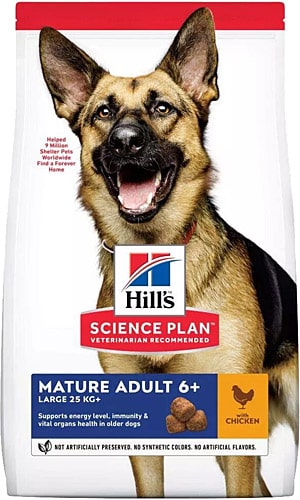 Helped
9 Million
Shelter Pets
Worldwide
Find a Forever
Home
Hill's
SCIENCE PLAN™
VETERINARIAN RECOMMENDED
MATURE ADULT 6+
LARGE 25 KG+
Supports energy level, immunity &
vital organs health in older dogs
with
CHICKEN
NOT ARTIFICIALLY PRESERVED. NO SYNTHETIC COLORS. NO ARTIFICIAL FLAVORS.